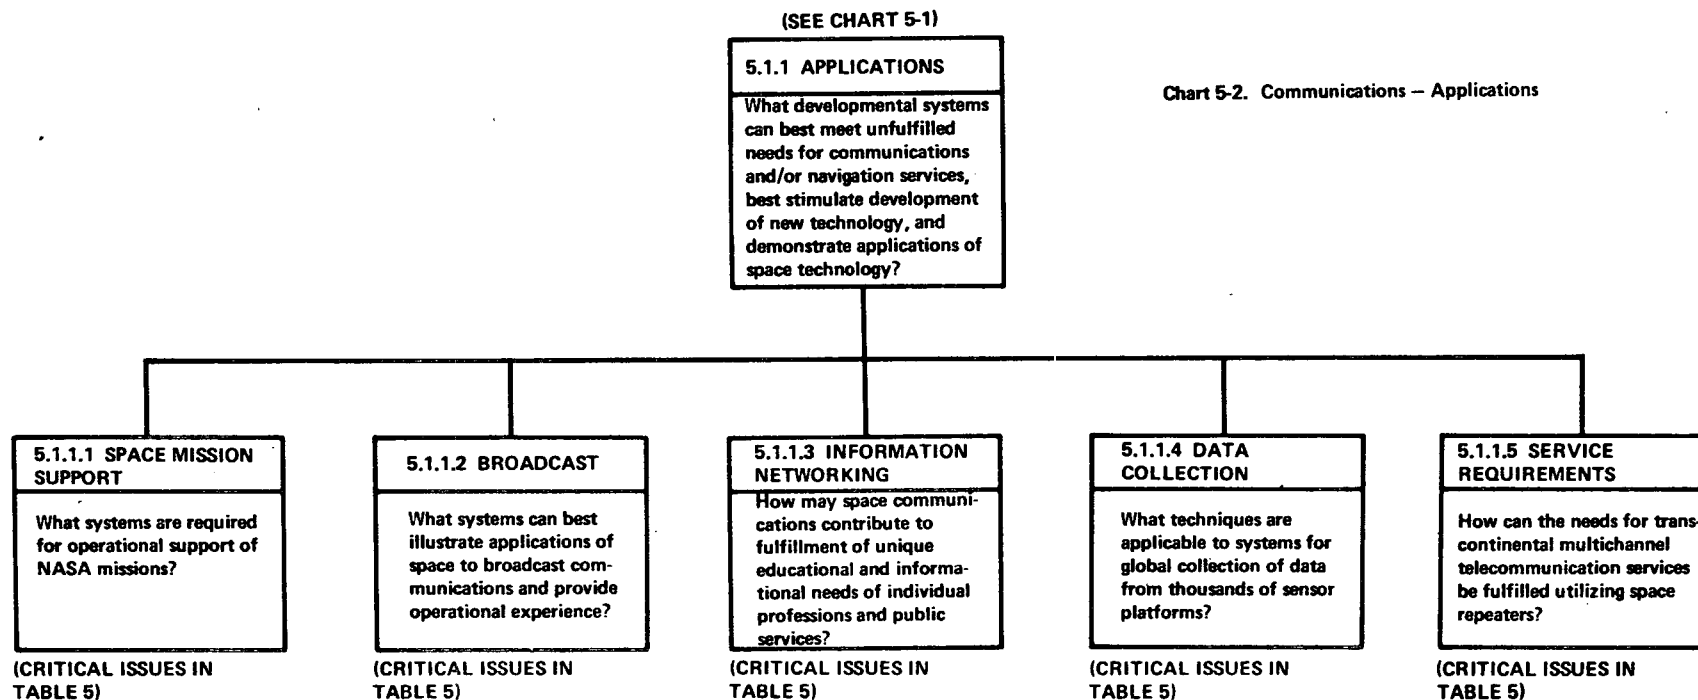 (SEE CHART 5-1)
5.1.1 APPLICATIONS
What developmental systems
can best meet unfulfilled
needs for communications
and/or navigation services,
best stimulate development
of new technology, and
demonstrate applications of
space technology?
Chart 5-2. Communications – Applications
5.1.1.1 SPACE MISSION
SUPPORT
What systems are required
for operational support of
NASA missions?
(CRITICAL ISSUES IN
TABLE 5)
5.1.1.2 BROADCAST
What systems can best
illustrate applications of
space to broadcast com-
munications and provide
operational experience?
(CRITICAL ISSUES IN
TABLE 5)
5.1.1.3 INFORMATION
NETWORKING
How may space communi-
cations contribute to
fulfillment of unique
educational and informa-
tional needs of individual
professions and public
services?
(CRITICAL ISSUES IN
TABLE 5)
5.1.1.4 DATA
COLLECTION
What techniques are
applicable to systems for
global collection of data
from thousands of sensor
platforms?
(CRITICAL ISSUES IN
TABLE 5)
5.1.1.5 SERVICE
REQUIREMENTS
How can the needs for trans-
continental multichannel
telecommunication services
be fulfilled utilizing space
repeaters?
(CRITICAL ISSUES IN
TABLE 5)